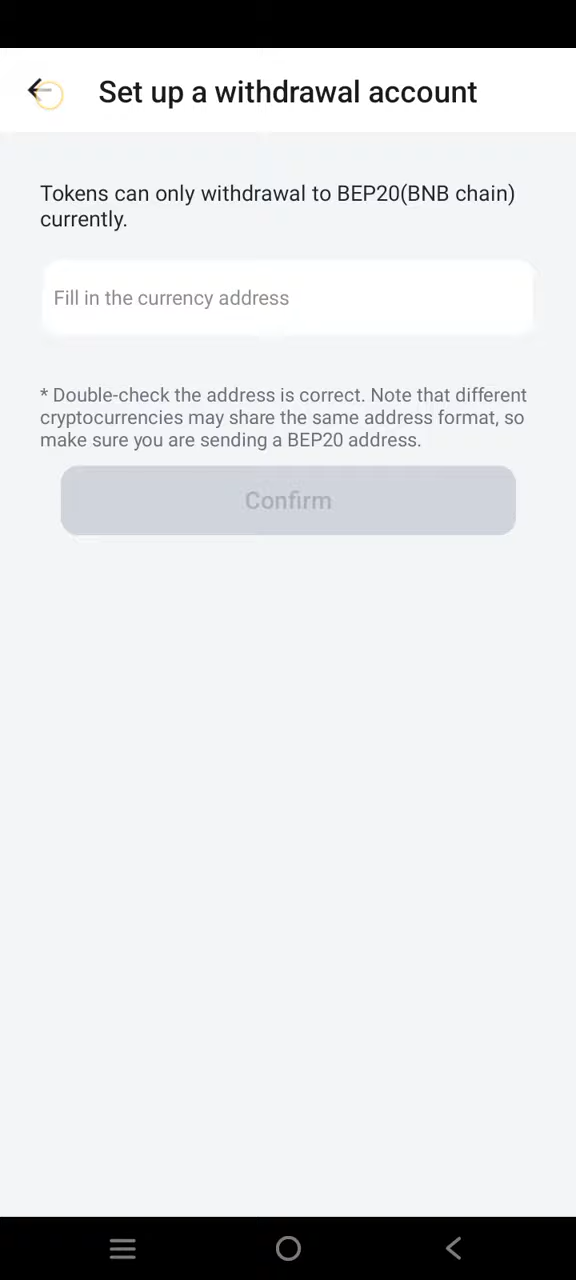 Set up a withdrawal account
Tokens can only withdrawal to BEP20(BNB chain)
currently.
Fill in the currency address
* Double-check the address is correct. Note that different
cryptocurrencies may share the same address format, so
make sure you are sending a BEP20 address.
Confirm